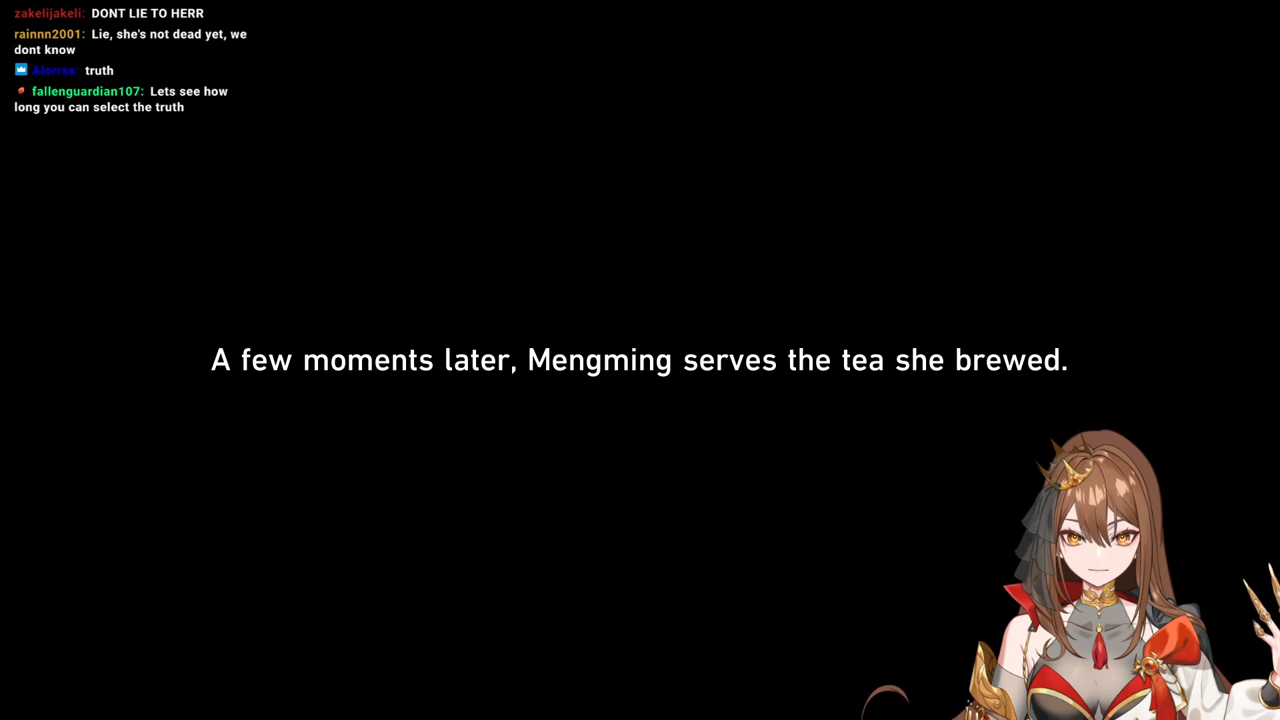 zakelijakeli: DONT LIE TO HERR
rainnn2001: Lie, she's not dead yet, we
dont know
Alorrss: truth
fallenguardian107: Lets see how
long you can select the truth
A few moments later, Mengming serves the tea she brewed.